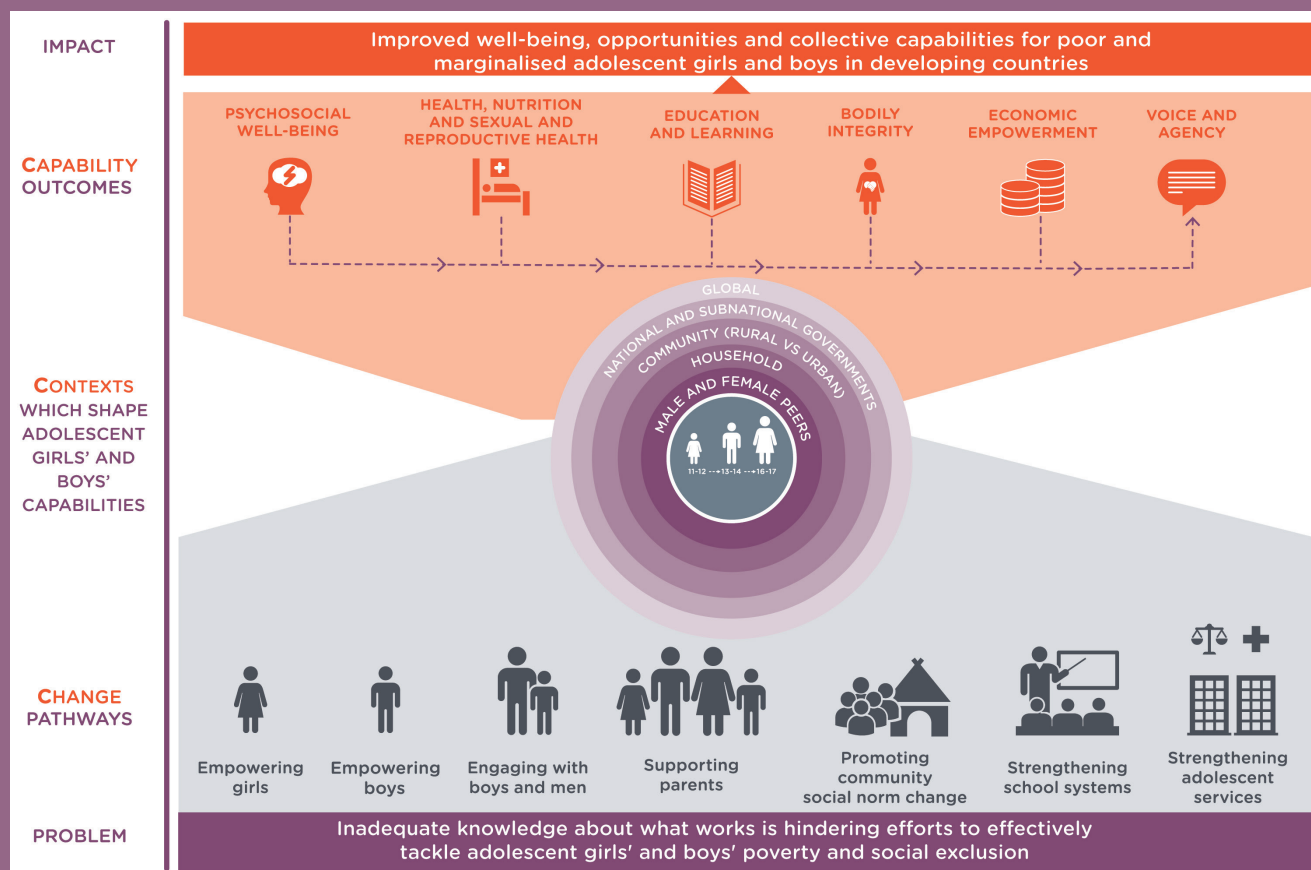 IMPACT
Improved well-being, opportunities and collective capabilities for poor and
marginalised adolescent girls and boys in developing countries
CAPABILITY
OUTCOMES
PSYCHOSOCIAL
WELL-BEING
HEALTH, NUTRITION
AND SEXUAL AND
REPRODUCTIVE HEALTH
EDUCATION
AND LEARNING
BODILY
INTEGRITY
ECONOMIC
EMPOWERMENT
VOICE AND
AGENCY
CONTEXTS
WHICH SHAPE
ADOLESCENT
GIRLS’ AND
BOYS’
CAPABILITIES
GLOBAL
NATIONAL AND SUBNATIONAL GOVERNMENTS
COMMUNITY (RURAL VS URBAN)
HOUSEHOLD
MALE AND FEMALE PEERS
11-12 --→13-14 --→16-17
CHANGE
PATHWAYS
Empowering
girls
Empowering
boys
Engaging with
boys and men
Supporting
parents
Promoting
community
social norm change
Strengthening
school systems
Strengthening
adolescent
services
PROBLEM
Inadequate knowledge about what works is hindering efforts to effectively
tackle adolescent girls' and boys' poverty and social exclusion